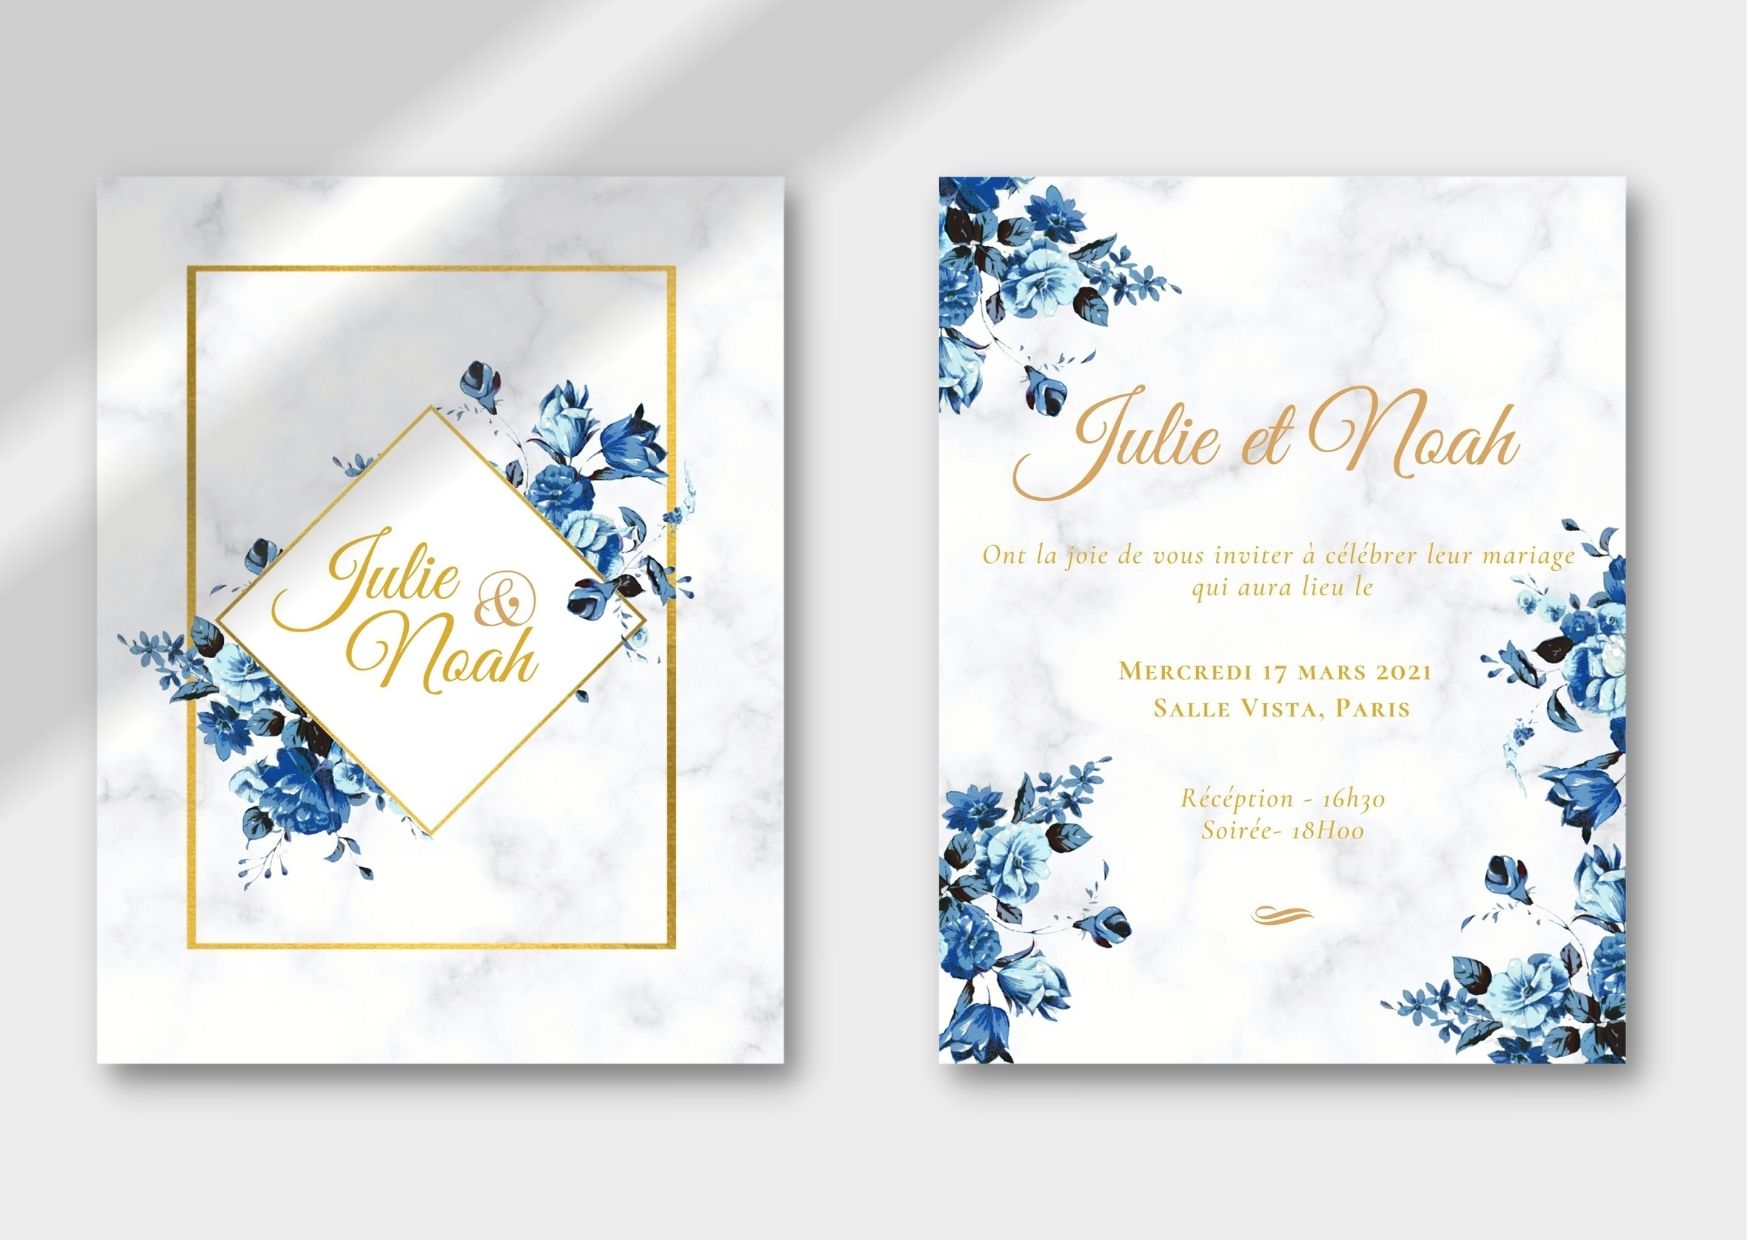 Julie &
Noah
Julie et Noah
Ont la joie de vous inviter à célébrer leur mariage
qui aura lieu le
Mercredi 17 mars 2021
Salle Vista, Paris
Récéption - 16h30
Soirée- 18H00